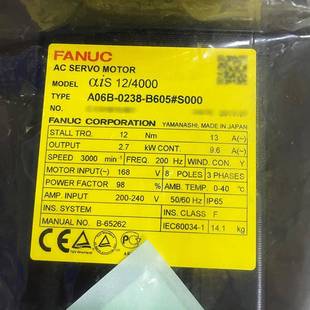 FANUC
AC SERVO MOTOR
MODEL αiS 12/4000
TYPE A06B-0238-B605#S000
NO.
FANUC CORPORATION YAMANASHI, MADE IN JAPAN
STALL TRQ. 12 Nm 13 A(~)
OUTPUT 2.7 kW CONT. 9.6 A(~)
SPEED 3000 min⁻¹ FREQ. 200 Hz WIND. CON. Y
MOTOR INPUT(~) 168 V 8 POLES 3 PHASES
POWER FACTOR 98 % AMB. TEMP. 0-40 °C
AMP. INPUT 200-240 V 50/60 Hz IP65
INS. SYSTEM INS. CLASS F
MANUAL NO. B-65262 IEC60034-1 14.1 kg